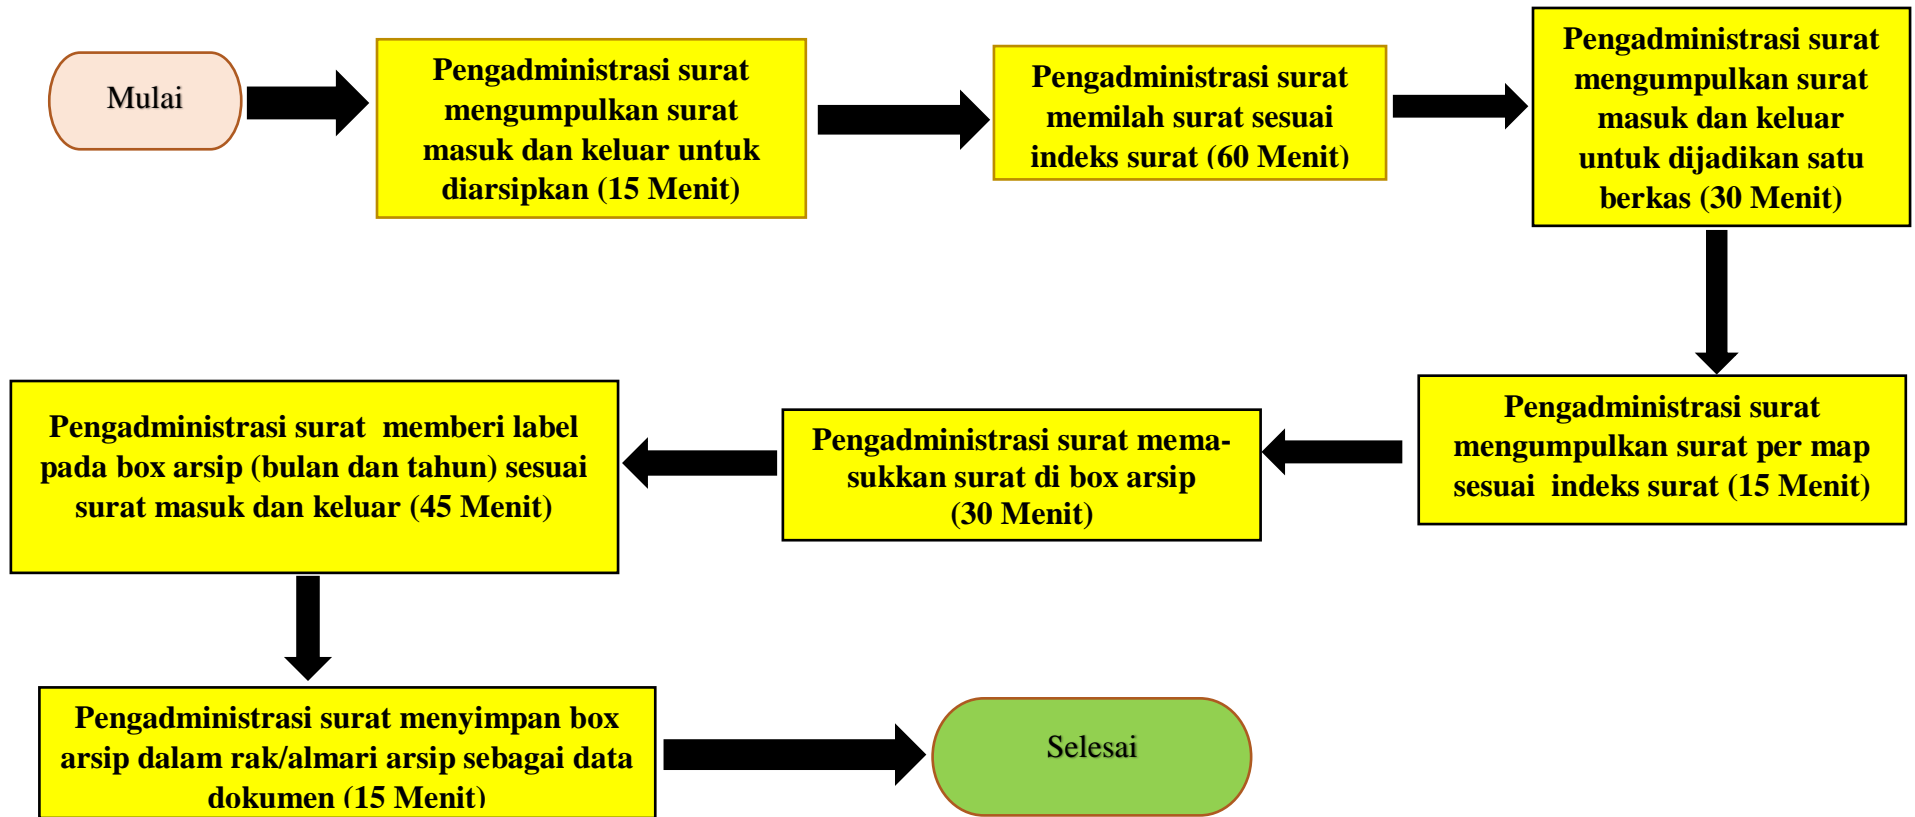 Mulai
Pengadministrasi surat
mengumpulkan surat
masuk dan keluar untuk
diarsipkan (15 Menit)
Pengadministrasi surat
memilah surat sesuai
indeks surat (60 Menit)
Pengadministrasi surat
mengumpulkan surat
masuk dan keluar
untuk dijadikan satu
berkas (30 Menit)
Pengadministrasi surat
mengumpulkan surat per map
sesuai  indeks surat (15 Menit)
Pengadministrasi surat mema-
sukkan surat di box arsip
(30 Menit)
Pengadministrasi surat  memberi label
pada box arsip (bulan dan tahun) sesuai
surat masuk dan keluar (45 Menit)
Pengadministrasi surat menyimpan box
arsip dalam rak/almari arsip sebagai data
dokumen (15 Menit)
Selesai